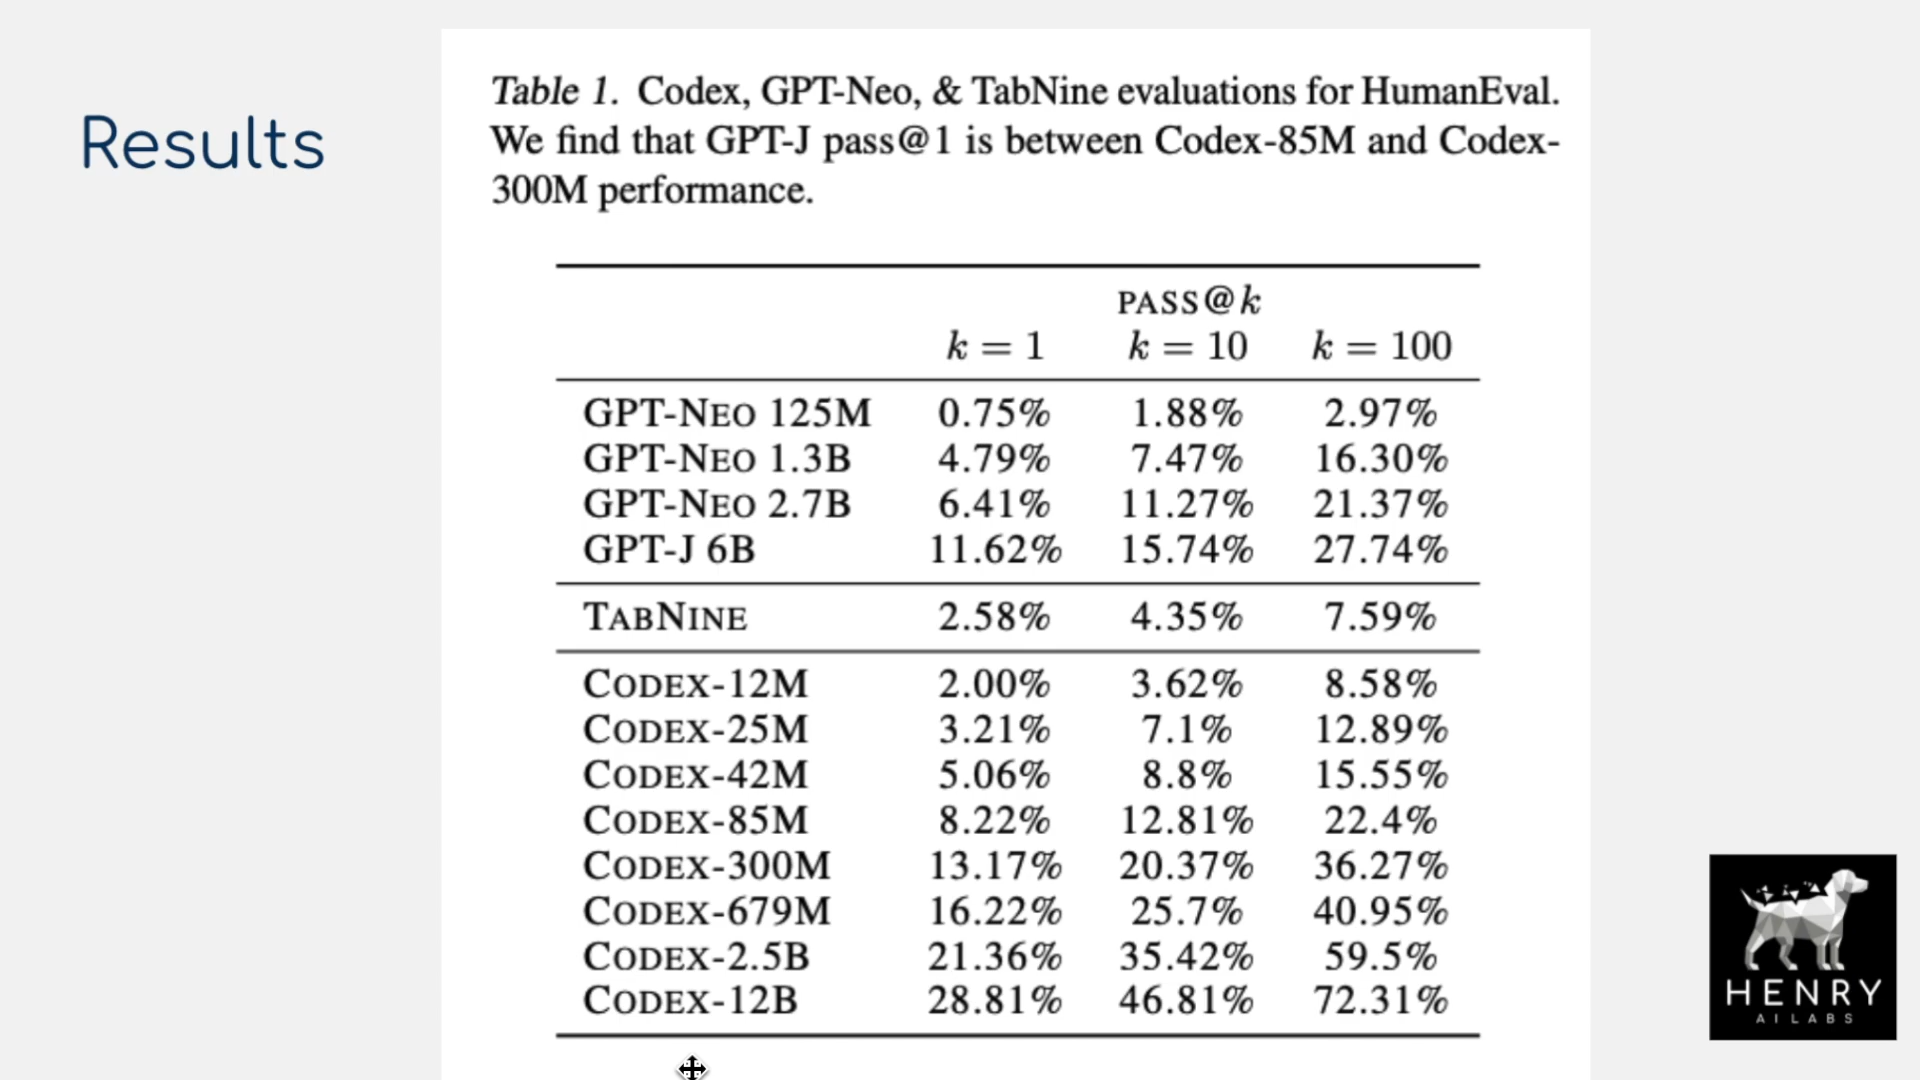 Results
Table 1. Codex, GPT-Neo, & TabNine evaluations for HumanEval.
We find that GPT-J pass@1 is between Codex-85M and Codex-
300M performance.
PASS@k
k = 1 k = 10 k = 100
GPT-NEO 125M 0.75% 1.88% 2.97%
GPT-NEO 1.3B 4.79% 7.47% 16.30%
GPT-NEO 2.7B 6.41% 11.27% 21.37%
GPT-J 6B 11.62% 15.74% 27.74%
TABNINE 2.58% 4.35% 7.59%
CODEX-12M 2.00% 3.62% 8.58%
CODEX-25M 3.21% 7.1% 12.89%
CODEX-42M 5.06% 8.8% 15.55%
CODEX-85M 8.22% 12.81% 22.4%
CODEX-300M 13.17% 20.37% 36.27%
CODEX-679M 16.22% 25.7% 40.95%
CODEX-2.5B 21.36% 35.42% 59.5%
CODEX-12B 28.81% 46.81% 72.31%
HENRY
AI LABS